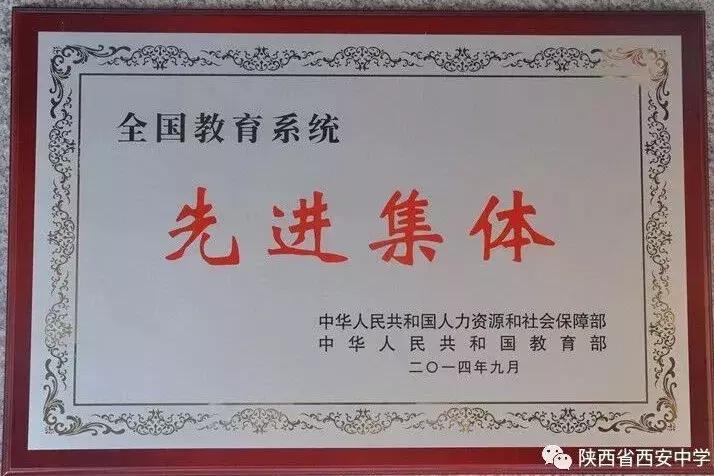 全国教育系统
先进集体
中华人民共和国人力资源和社会保障部
中华人民共和国教育部
二〇一四年九月
陕西省西安中学